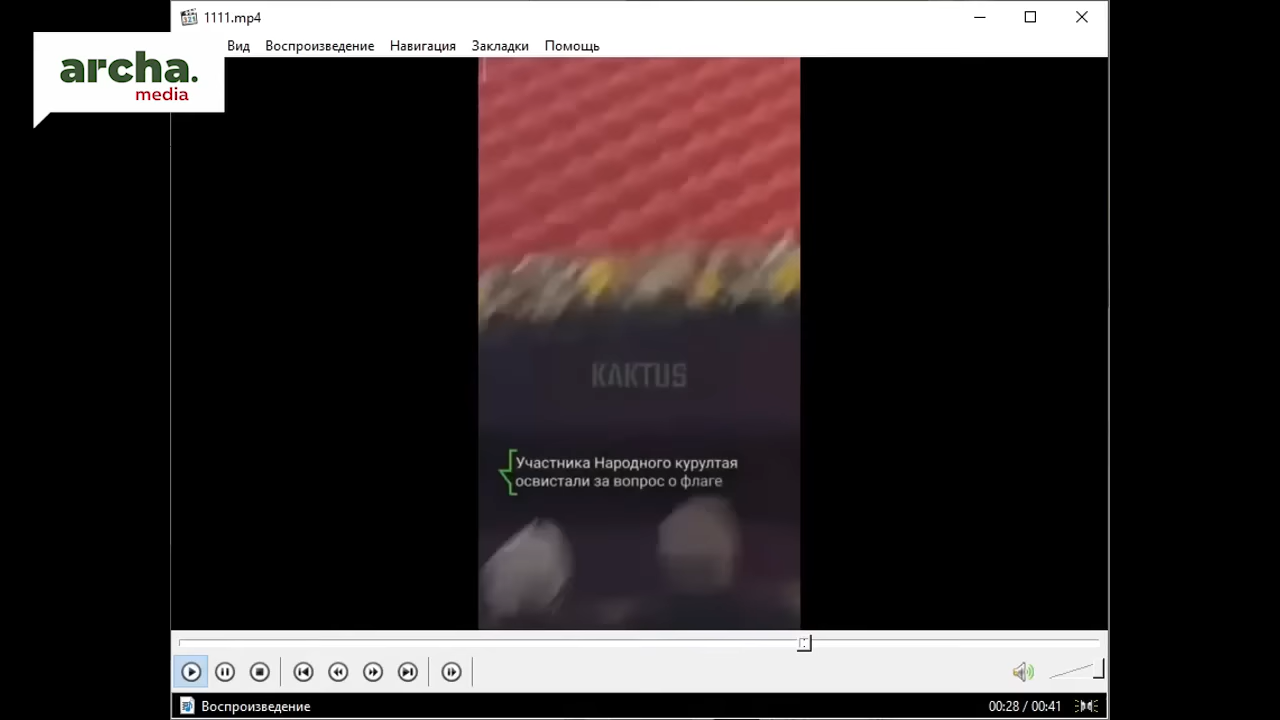 1111.mp4
archa.
media
Вид Воспроизведение Навигация Закладки Помощь
KAKTUS
Участника Народного курултая
освистали за вопрос о флаге
Воспроизведение
00:28 / 00:41